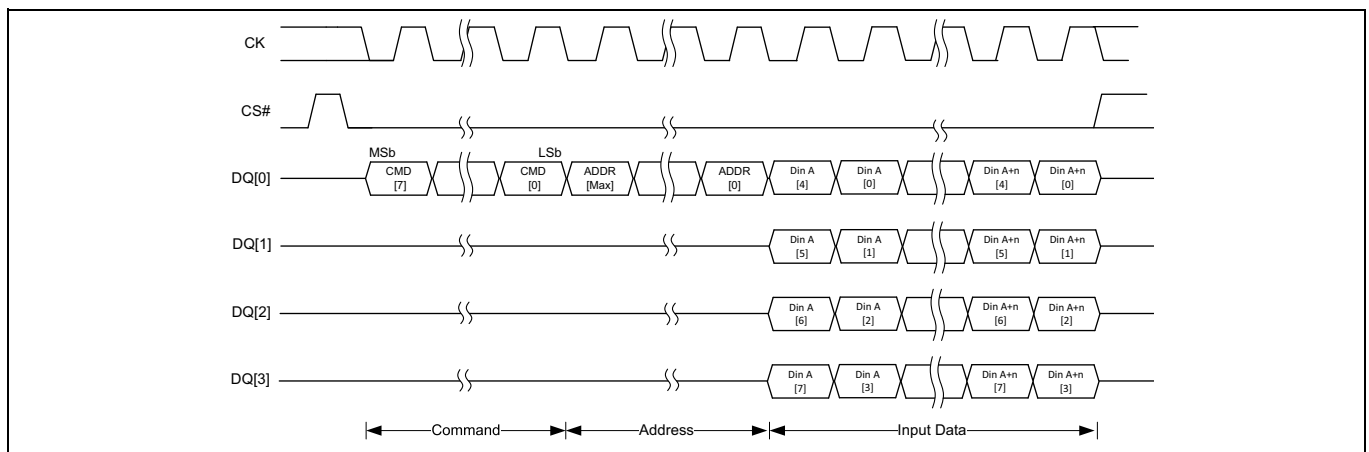 CK
CS#
MSb LSb
DQ[0] CMD [7] CMD [0] ADDR [Max] ADDR [0] Din A [4] Din A [0] Din A+n [4] Din A+n [0]
DQ[1] Din A [5] Din A [1] Din A+n [5] Din A+n [1]
DQ[2] Din A [6] Din A [2] Din A+n [6] Din A+n [2]
DQ[3] Din A [7] Din A [3] Din A+n [7] Din A+n [3]
Command Address Input Data